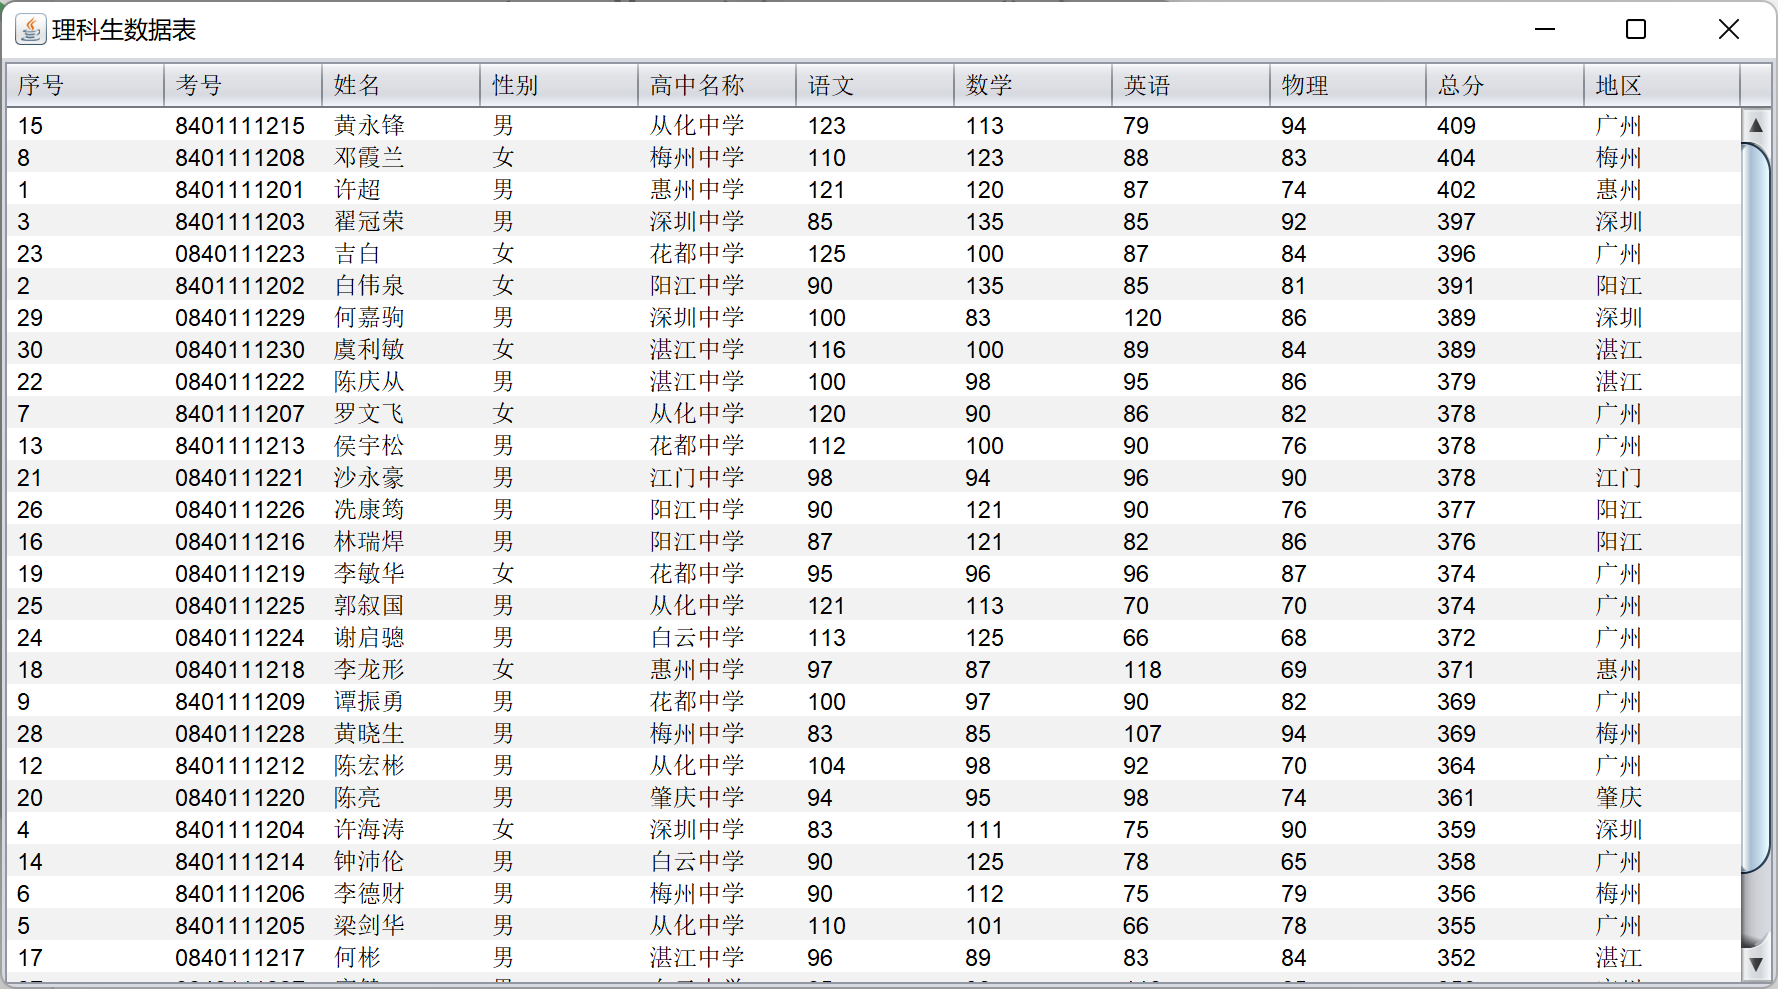 理科生数据表
序号 考号 姓名 性别 高中名称 语文 数学 英语 物理 总分 地区
15 8401111215 黄永锋 男 从化中学 123 113 79 94 409 广州
8 8401111208 邓霞兰 女 梅州中学 110 123 88 83 404 梅州
1 8401111201 许超 男 惠州中学 121 120 87 74 402 惠州
3 8401111203 翟冠荣 男 深圳中学 85 135 85 92 397 深圳
23 0840111223 吉白 女 花都中学 125 100 87 84 396 广州
2 8401111202 白伟泉 女 阳江中学 90 135 85 81 391 阳江
29 0840111229 何嘉驹 男 深圳中学 100 83 120 86 389 深圳
30 0840111230 虞利敏 女 湛江中学 116 100 89 84 389 湛江
22 0840111222 陈庆从 男 湛江中学 100 98 95 86 379 湛江
7 8401111207 罗文飞 女 从化中学 120 90 86 82 378 广州
13 8401111213 侯宇松 男 花都中学 112 100 90 76 378 广州
21 0840111221 沙永豪 男 江门中学 98 94 96 90 378 江门
26 0840111226 冼康筠 男 阳江中学 90 121 90 76 377 阳江
16 0840111216 林瑞焊 男 阳江中学 87 121 82 86 376 阳江
19 0840111219 李敏华 女 花都中学 95 96 96 87 374 广州
25 0840111225 郭叙国 男 从化中学 121 113 70 70 374 广州
24 0840111224 谢启骢 男 白云中学 113 125 66 68 372 广州
18 0840111218 李龙形 女 惠州中学 97 87 118 69 371 惠州
9 8401111209 谭振勇 男 花都中学 100 97 90 82 369 广州
28 0840111228 黄晓生 男 梅州中学 83 85 107 94 369 梅州
12 8401111212 陈宏彬 男 从化中学 104 98 92 70 364 广州
20 0840111220 陈亮 男 肇庆中学 94 95 98 74 361 肇庆
4 8401111204 许海涛 女 深圳中学 83 111 75 90 359 深圳
14 8401111214 钟沛伦 男 白云中学 90 125 78 65 358 广州
6 8401111206 李德财 男 梅州中学 90 112 75 79 356 梅州
5 8401111205 梁剑华 男 从化中学 110 101 66 78 355 广州
17 0840111217 何彬 男 湛江中学 96 89 83 84 352 湛江